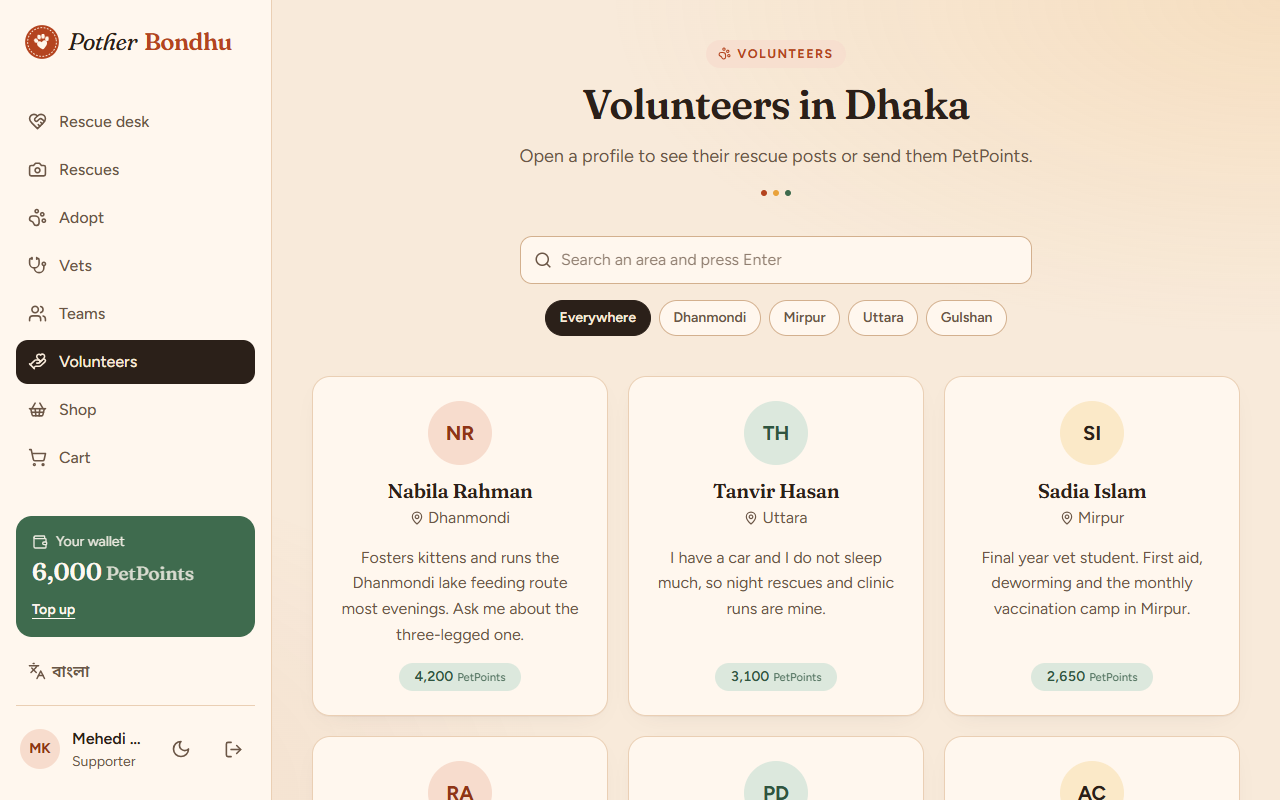 Pother Bondhu
Rescue desk
Rescues
Adopt
Vets
Teams
Volunteers
Shop
Cart
Your wallet
6,000 PetPoints
Top up
বাংলা
MK
Mehedi ...
Supporter
VOLUNTEERS
Volunteers in Dhaka
Open a profile to see their rescue posts or send them PetPoints.
Search an area and press Enter
Everywhere Dhanmondi Mirpur Uttara Gulshan
NR
Nabila Rahman
Dhanmondi
Fosters kittens and runs the
Dhanmondi lake feeding route
most evenings. Ask me about the
three-legged one.
4,200 PetPoints
TH
Tanvir Hasan
Uttara
I have a car and I do not sleep
much, so night rescues and clinic
runs are mine.
3,100 PetPoints
SI
Sadia Islam
Mirpur
Final year vet student. First aid,
deworming and the monthly
vaccination camp in Mirpur.
2,650 PetPoints
RA
PD
AC